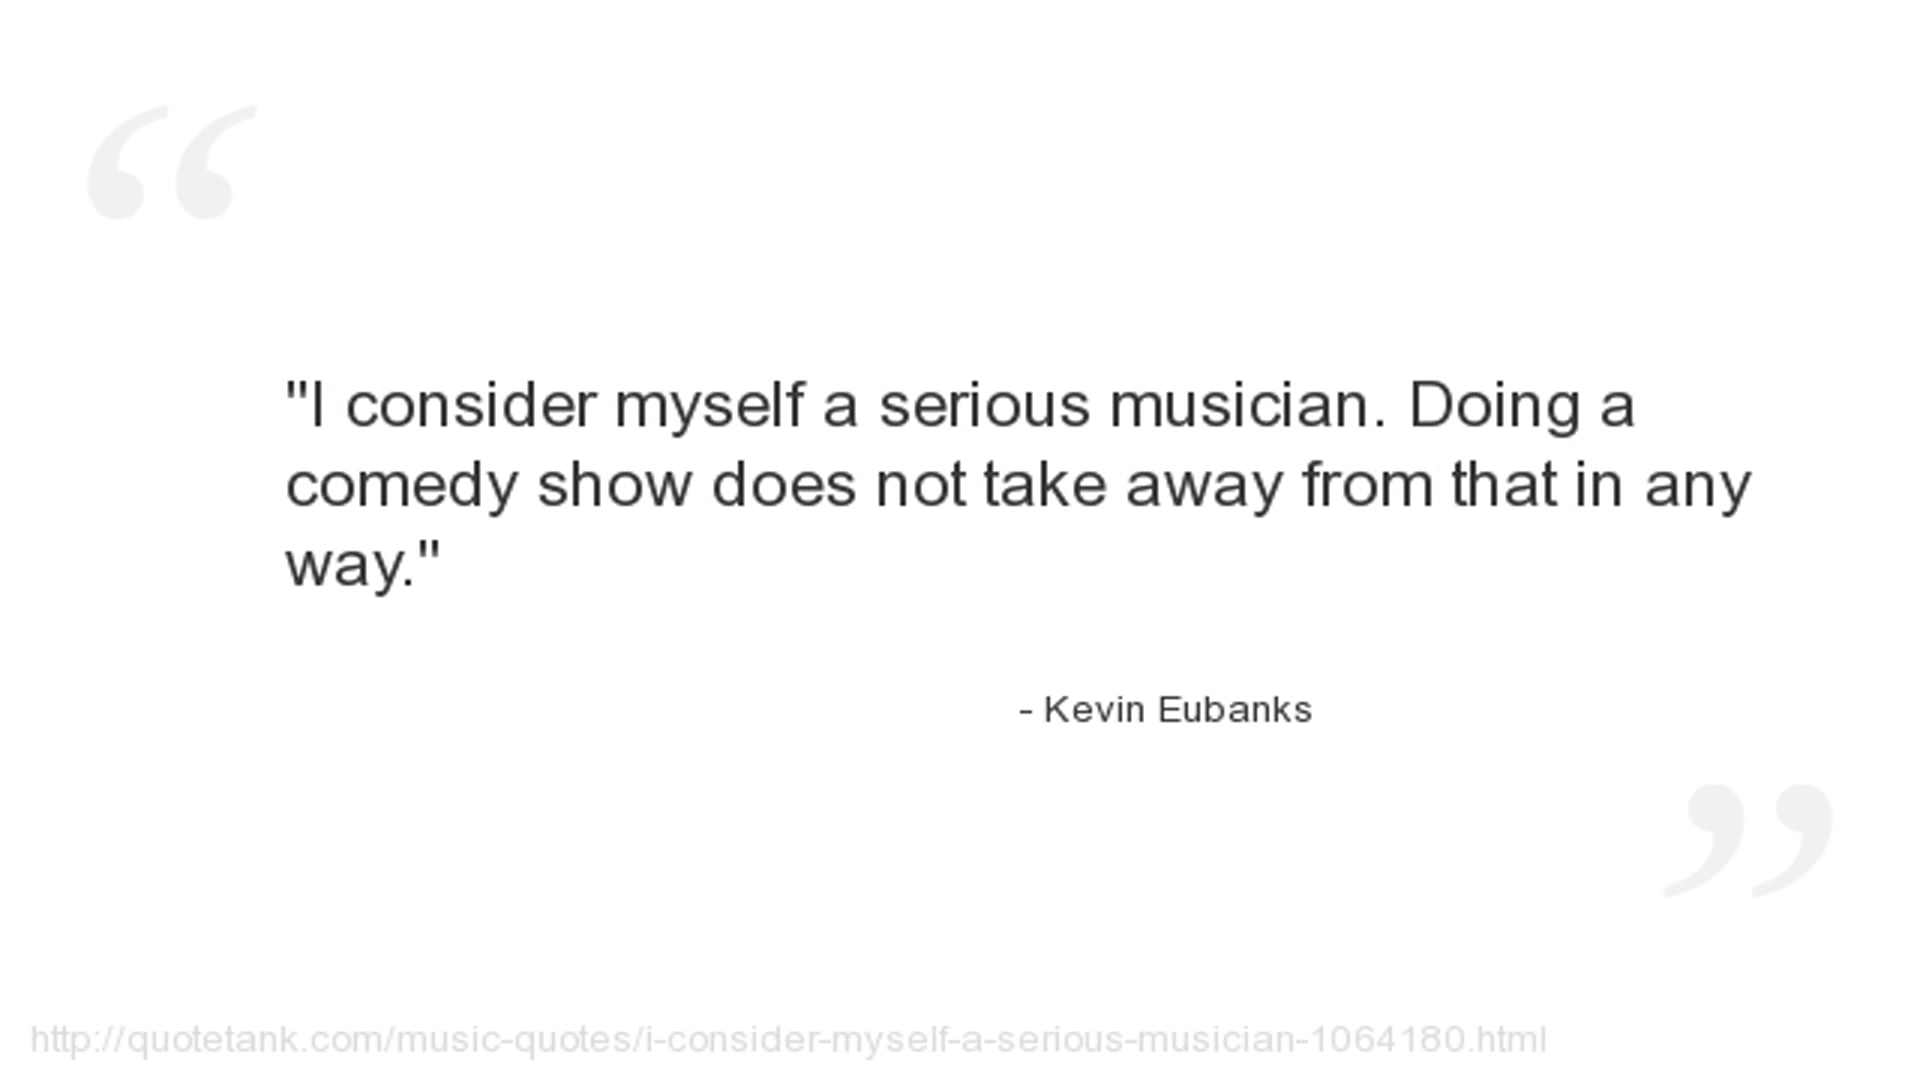 "I consider myself a serious musician. Doing a
comedy show does not take away from that in any
way."
- Kevin Eubanks
http://quotetank.com/music-quotes/i-consider-myself-a-serious-musician-1064180.html